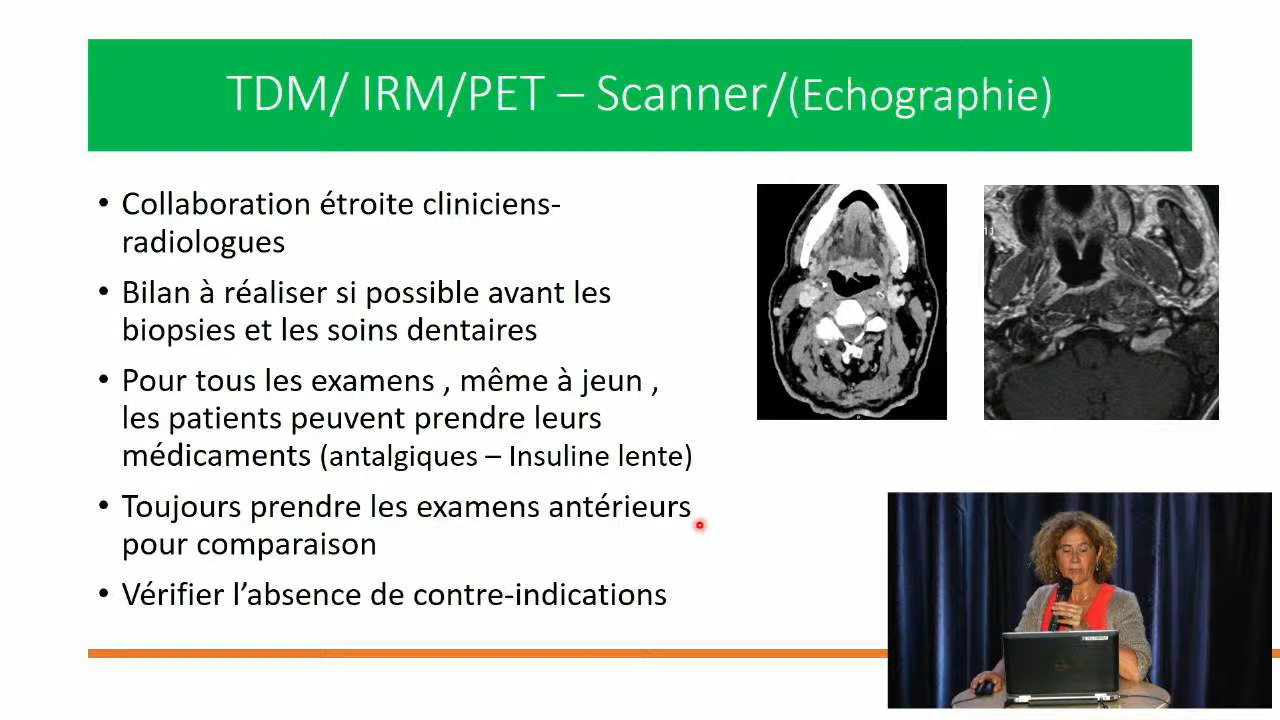 TDM/ IRM/PET – Scanner/(Echographie)
• Collaboration étroite cliniciens-
radiologues
• Bilan à réaliser si possible avant les
biopsies et les soins dentaires
• Pour tous les examens , même à jeun ,
les patients peuvent prendre leurs
médicaments (antalgiques – Insuline lente)
• Toujours prendre les examens antérieurs
pour comparaison
• Vérifier l’absence de contre-indications